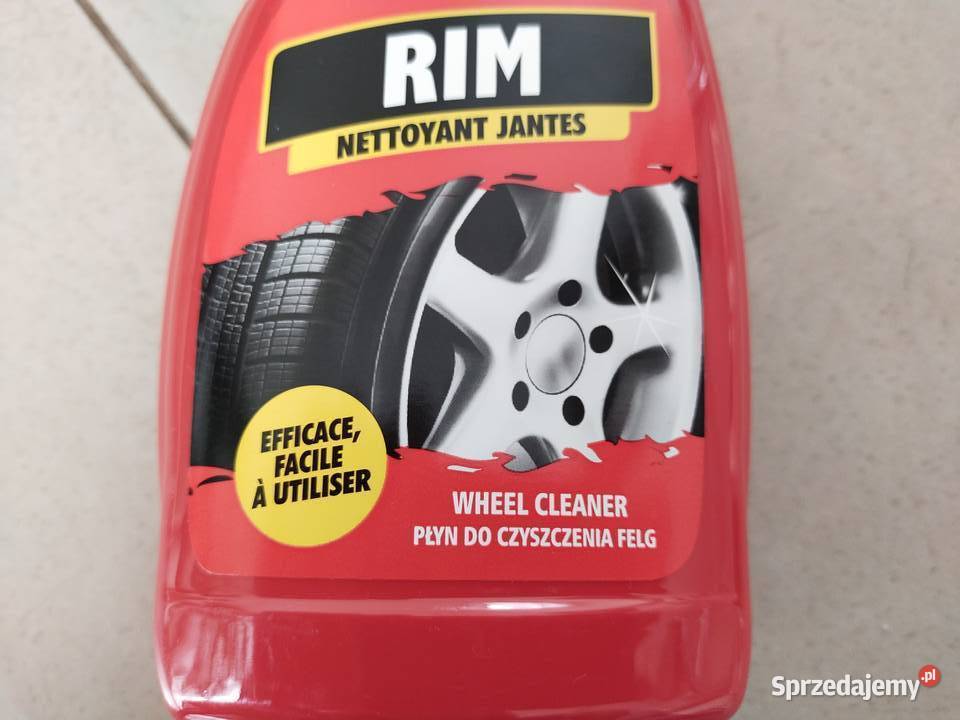 RIM
NETTOYANT JANTES
EFFICACE,
FACILE
À UTILISER
WHEEL CLEANER
PŁYN DO CZYSZCZENIA FELG
Sprzedajemy.pl